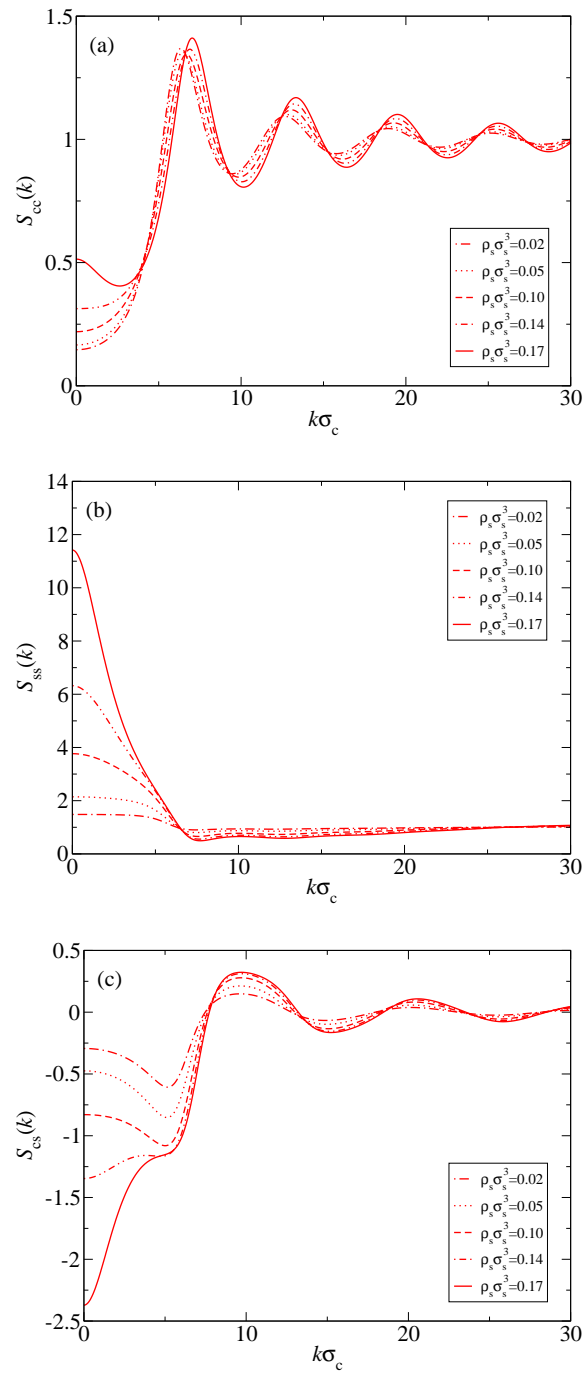 (a)
1.5
1
0.5
0
S_cc(k)
ρ_sσ_s^3=0.02
ρ_sσ_s^3=0.05
ρ_sσ_s^3=0.10
ρ_sσ_s^3=0.14
ρ_sσ_s^3=0.17
0 10 20 30
kσ_c
(b)
14
12
10
8
6
4
2
0
S_ss(k)
ρ_sσ_s^3=0.02
ρ_sσ_s^3=0.05
ρ_sσ_s^3=0.10
ρ_sσ_s^3=0.14
ρ_sσ_s^3=0.17
0 10 20 30
kσ_c
(c)
0.5
0
-0.5
-1
-1.5
-2
-2.5
S_cs(k)
ρ_sσ_s^3=0.02
ρ_sσ_s^3=0.05
ρ_sσ_s^3=0.10
ρ_sσ_s^3=0.14
ρ_sσ_s^3=0.17
0 10 20 30
kσ_c